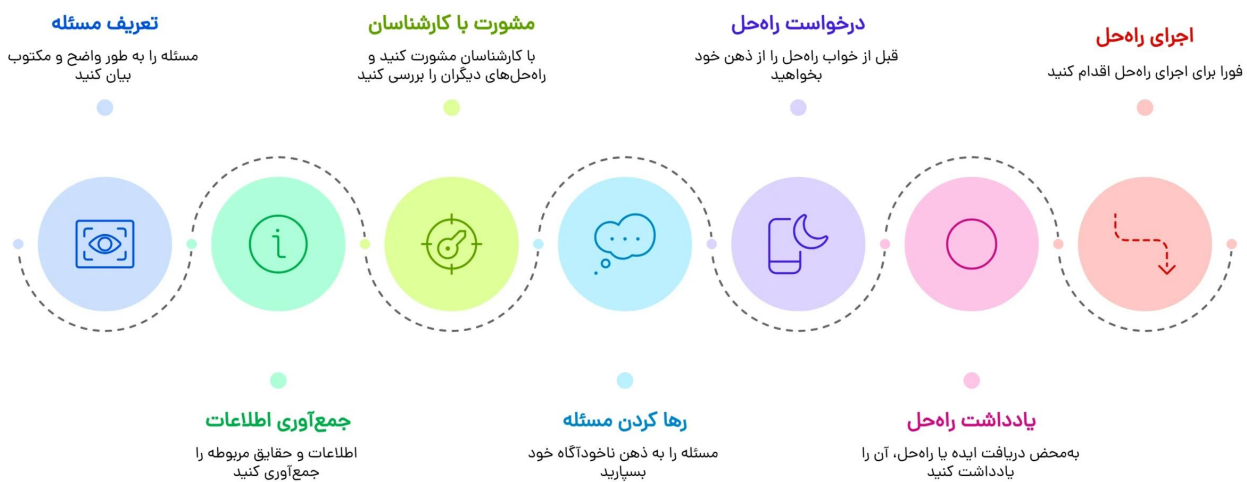 تعریف مسئله
مسئله را به طور واضح و مکتوب
بیان کنید
جمع‌آوری اطلاعات
اطلاعات و حقایق مربوطه را
جمع‌آوری کنید
مشورت با کارشناسان
با کارشناسان مشورت کنید و
راه‌حل‌های دیگران را بررسی کنید
رها کردن مسئله
مسئله را به ذهن ناخودآگاه خود
بسپارید
درخواست راه‌حل
قبل از خواب راه‌حل را از ذهن خود
بخواهید
یادداشت راه‌حل
به‌محض دریافت ایده یا راه‌حل، آن را
یادداشت کنید
اجرای راه‌حل
فورا برای اجرای راه‌حل اقدام کنید